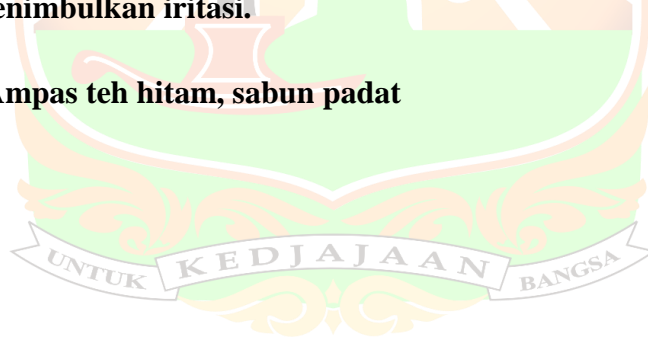 enimbulkan iritasi.
Ampas teh hitam, sabun padat
UNTUK KEDJAJAAN BANGSA